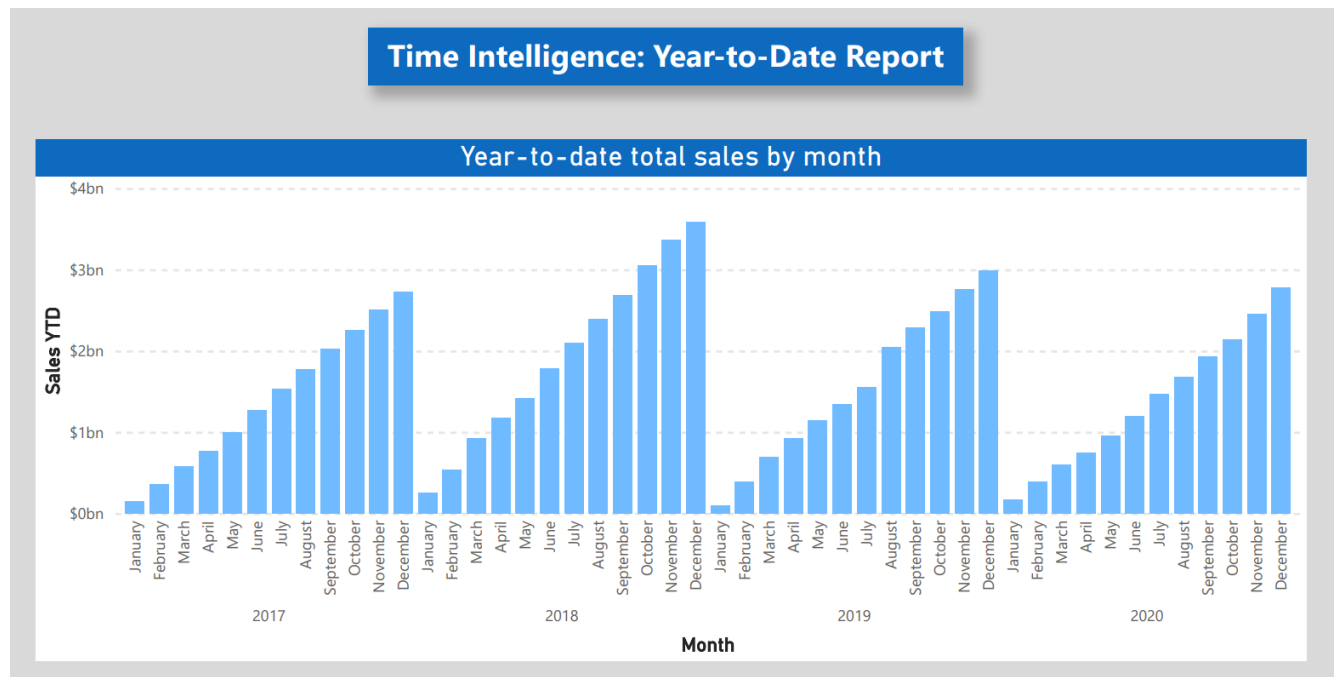 Time Intelligence: Year-to-Date Report
Year-to-date total sales by month
$4bn
$3bn
$2bn
$1bn
$0bn
Sales YTD
January
February
March
April
May
June
July
August
September
October
November
December
January
February
March
April
May
June
July
August
September
October
November
December
January
February
March
April
May
June
July
August
September
October
November
December
January
February
March
April
May
June
July
August
September
October
November
December
2017
2018
2019
2020
Month